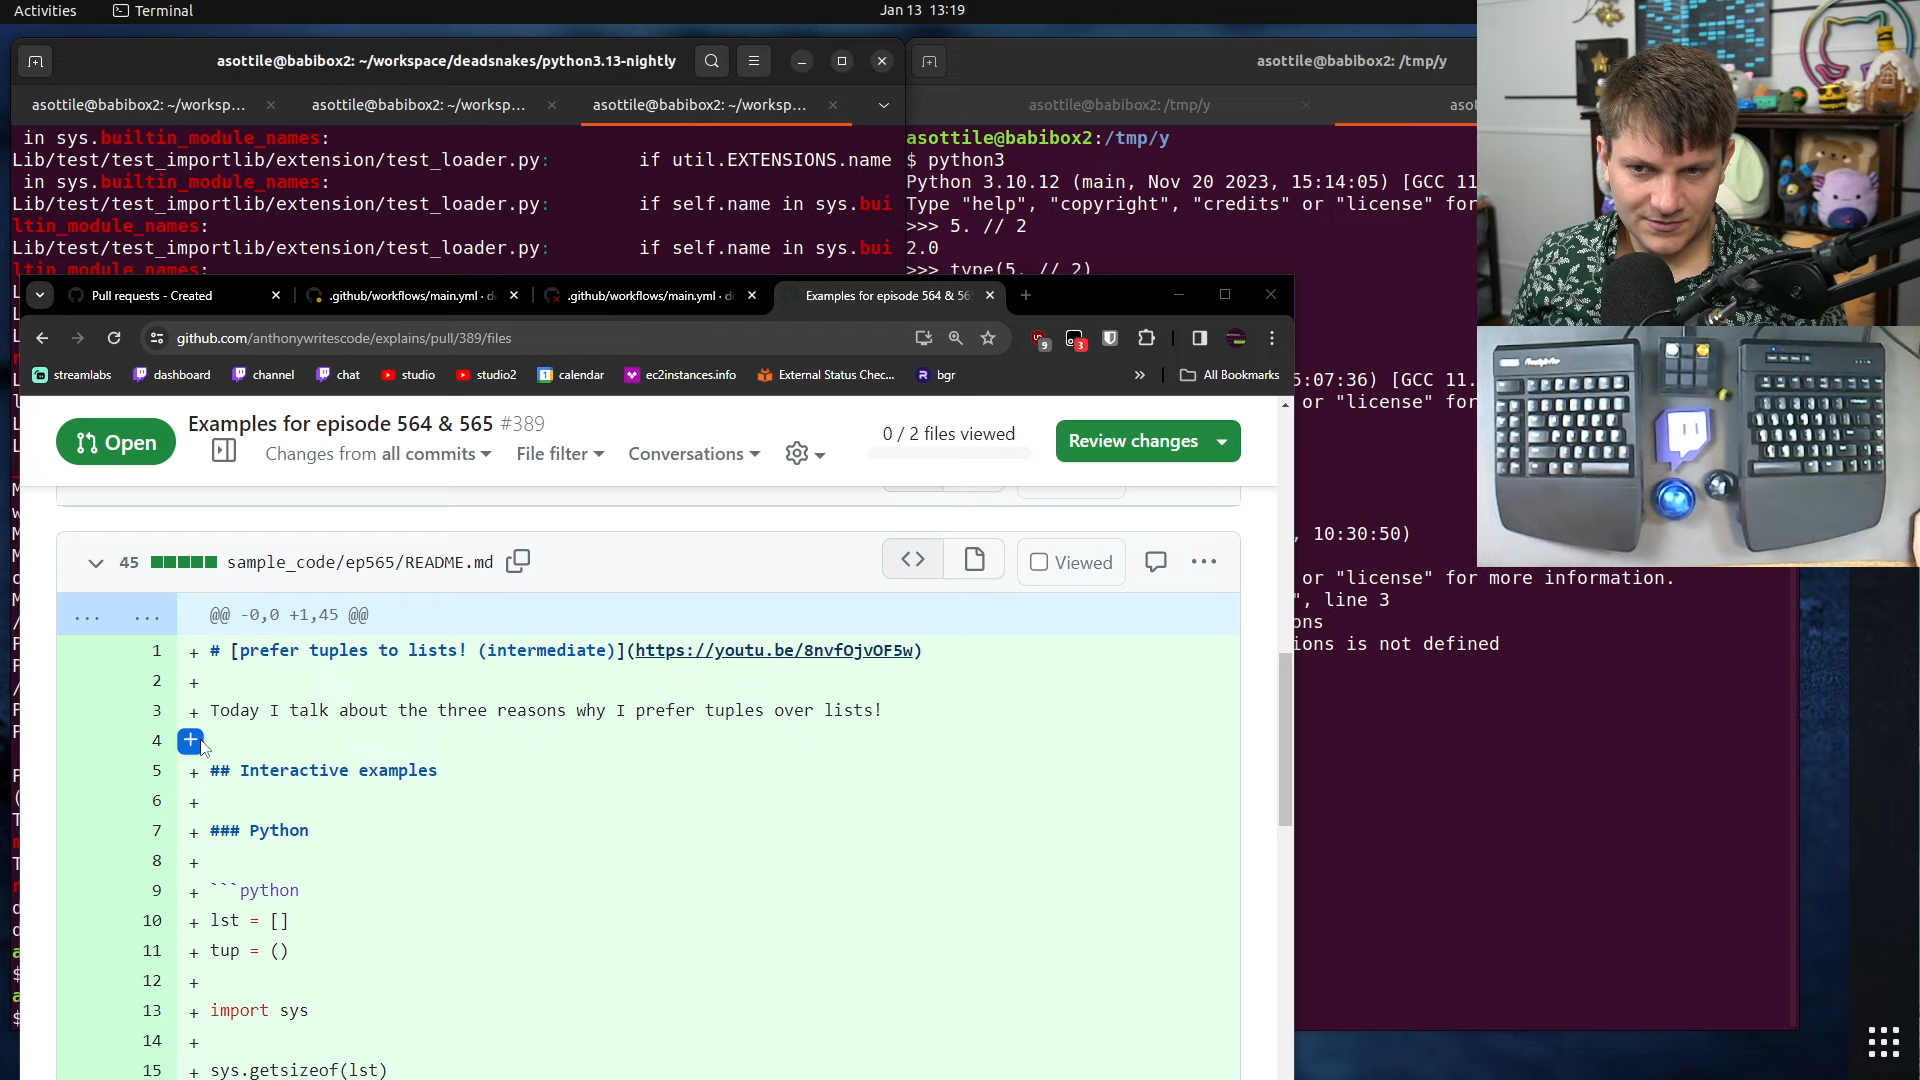 Activities
Terminal
Jan 13 13:19
asottile@babibox2: ~/workspace/deadsnakes/python3.13-nightly
asottile@babibox2: /tmp/y
asottile@babibox2: ~/worksp...
asottile@babibox2: ~/worksp...
asottile@babibox2: ~/worksp...
asottile@babibox2: /tmp/y
asot
in sys.builtin_module_names:
Lib/test/test_importlib/extension/test_loader.py:        if util.EXTENSIONS.name
in sys.builtin_module_names:
Lib/test/test_importlib/extension/test_loader.py:        if self.name in sys.bui
ltin_module_names:
Lib/test/test_importlib/extension/test_loader.py:        if self.name in sys.bui
ltin_module_names:
asottile@babibox2:/tmp/y
$ python3
Python 3.10.12 (main, Nov 20 2023, 15:14:05) [GCC 11
Type "help", "copyright", "credits" or "license" for
>>> 5. // 2
2.0
>>> type(5. // 2)
5:07:36) [GCC 11.
or "license" for
, 10:30:50)
or "license" for more information.
", line 3
ons
ions is not defined
Pull requests - Created
.github/workflows/main.yml · de
.github/workflows/main.yml · de
Examples for episode 564 & 565
github.com/anthonywritescode/explains/pull/389/files
9
3
streamlabs
dashboard
channel
chat
studio
studio2
calendar
ec2instances.info
External Status Chec...
bgr
»
All Bookmarks
Open
Examples for episode 564 & 565 #389
Changes from all commits
File filter
Conversations
0 / 2 files viewed
Review changes
45
sample_code/ep565/README.md
Viewed
... ... @@ -0,0 +1,45 @@
1 + # [prefer tuples to lists! (intermediate)](https://youtu.be/8nvfOjvOF5w)
2 +
3 + Today I talk about the three reasons why I prefer tuples over lists!
4 +
5 + ## Interactive examples
6 +
7 + ### Python
8 +
9 + ```python
10 + lst = []
11 + tup = ()
12 +
13 + import sys
14 +
15 + sys.getsizeof(lst)